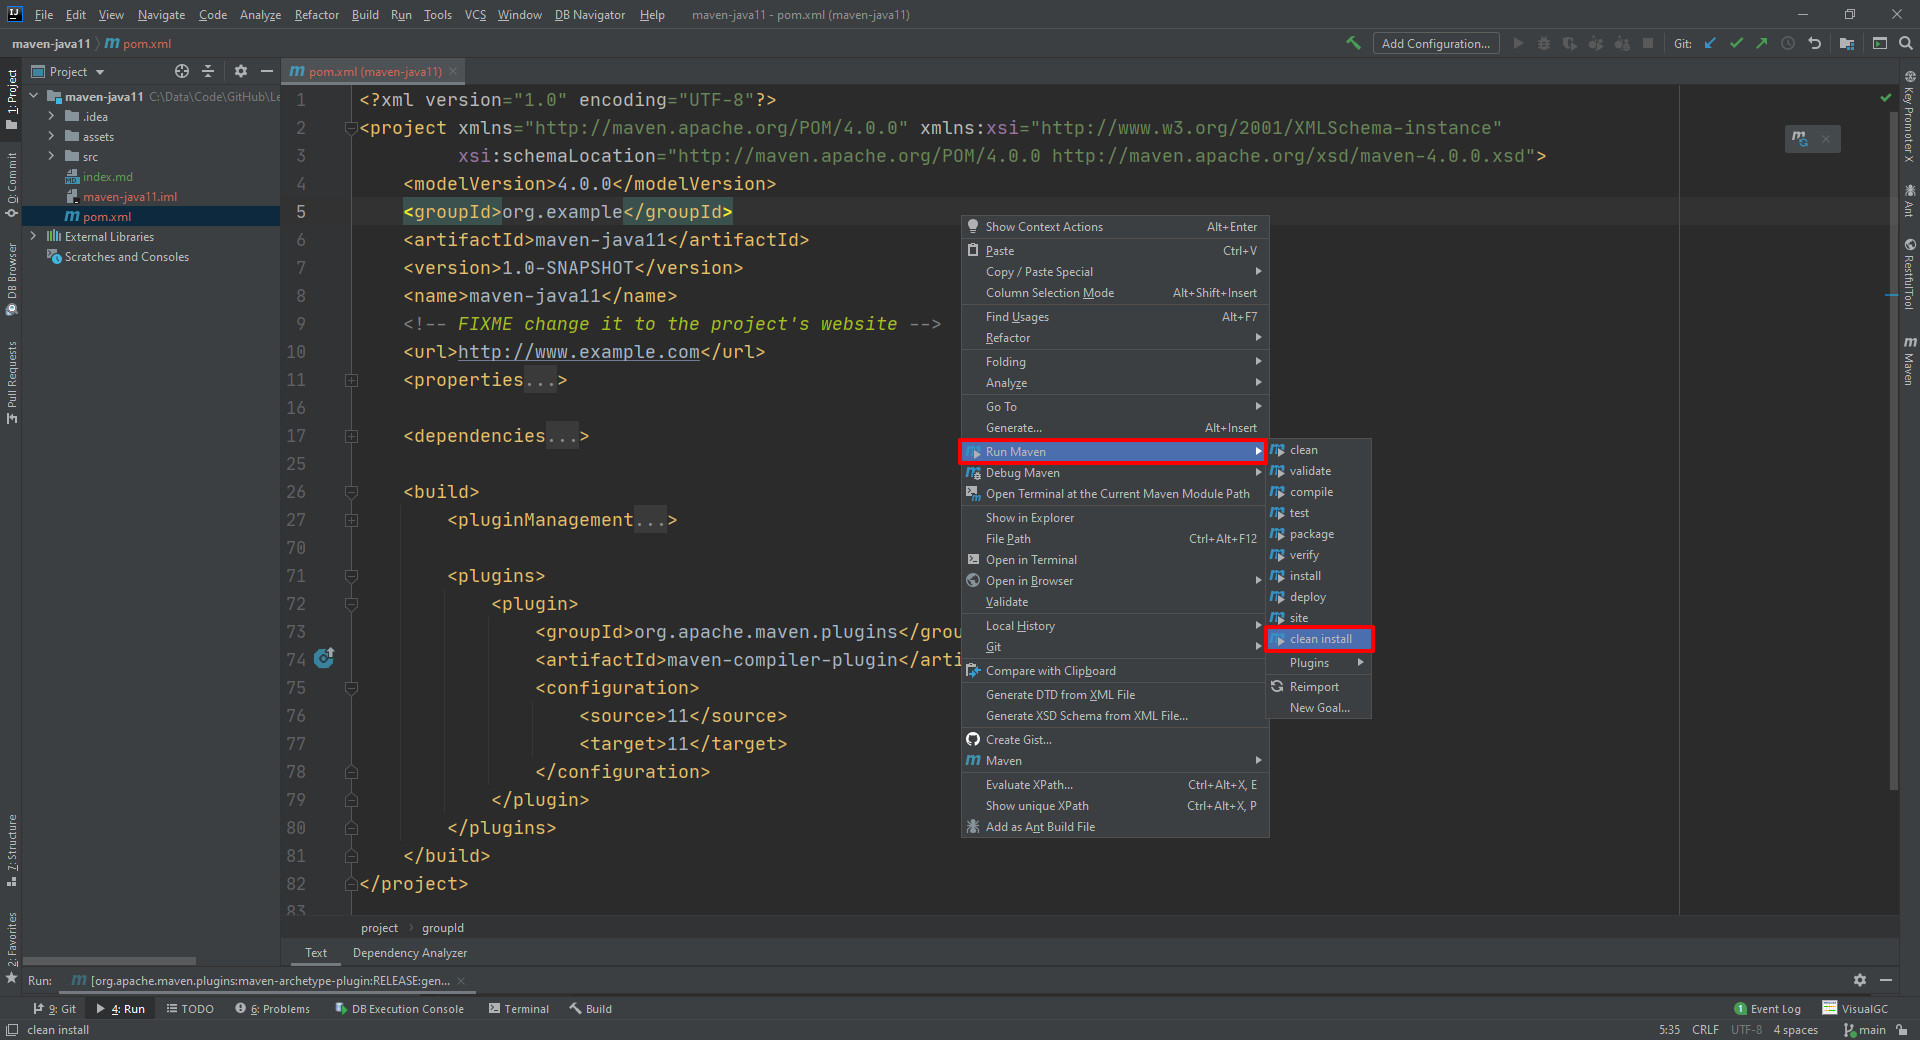 File Edit View Navigate Code Analyze Refactor Build Run Tools VCS Window DB Navigator Help maven-java11 - pom.xml (maven-java11)
maven-java11 pom.xml
Add Configuration...
Git:
Project
pom.xml (maven-java11)
maven-java11 C:\Data\Code\GitHub\Le
.idea
assets
src
index.md
maven-java11.iml
pom.xml
External Libraries
Scratches and Consoles
1: Project
0: Commit
DB Browser
Pull Requests
7: Structure
2: Favorites
1 <?xml version="1.0" encoding="UTF-8"?>
2 <project xmlns="http://maven.apache.org/POM/4.0.0" xmlns:xsi="http://www.w3.org/2001/XMLSchema-instance"
3 xsi:schemaLocation="http://maven.apache.org/POM/4.0.0 http://maven.apache.org/xsd/maven-4.0.0.xsd">
4 <modelVersion>4.0.0</modelVersion>
5 <groupId>org.example</groupId>
6 <artifactId>maven-java11</artifactId>
7 <version>1.0-SNAPSHOT</version>
8 <name>maven-java11</name>
9 <!-- FIXME change it to the project's website -->
10 <url>http://www.example.com</url>
11 <properties...>
16
17 <dependencies...>
25
26 <build>
27 <pluginManagement...>
70
71 <plugins>
72 <plugin>
73 <groupId>org.apache.maven.plugins</grou
74 <artifactId>maven-compiler-plugin</arti
75 <configuration>
76 <source>11</source>
77 <target>11</target>
78 </configuration>
79 </plugin>
80 </plugins>
81 </build>
82 </project>
83
Show Context Actions Alt+Enter
Paste Ctrl+V
Copy / Paste Special
Column Selection Mode Alt+Shift+Insert
Find Usages Alt+F7
Refactor
Folding
Analyze
Go To
Generate... Alt+Insert
Run Maven
Debug Maven
Open Terminal at the Current Maven Module Path
Show in Explorer
File Path Ctrl+Alt+F12
Open in Terminal
Open in Browser
Validate
Local History
Git
Compare with Clipboard
Generate DTD from XML File
Generate XSD Schema from XML File...
Create Gist...
Maven
Evaluate XPath... Ctrl+Alt+X, E
Show unique XPath Ctrl+Alt+X, P
Add as Ant Build File
clean
validate
compile
test
package
verify
install
deploy
site
clean install
Plugins
Reimport
New Goal...
Key Promoter X
Ant
RestfulTool
Maven
project groupId
Text Dependency Analyzer
Run: [org.apache.maven.plugins:maven-archetype-plugin:RELEASE:gen...
9: Git 4: Run TODO 6: Problems DB Execution Console Terminal Build 1 Event Log VisualGC
clean install 5:35 CRLF UTF-8 4 spaces main